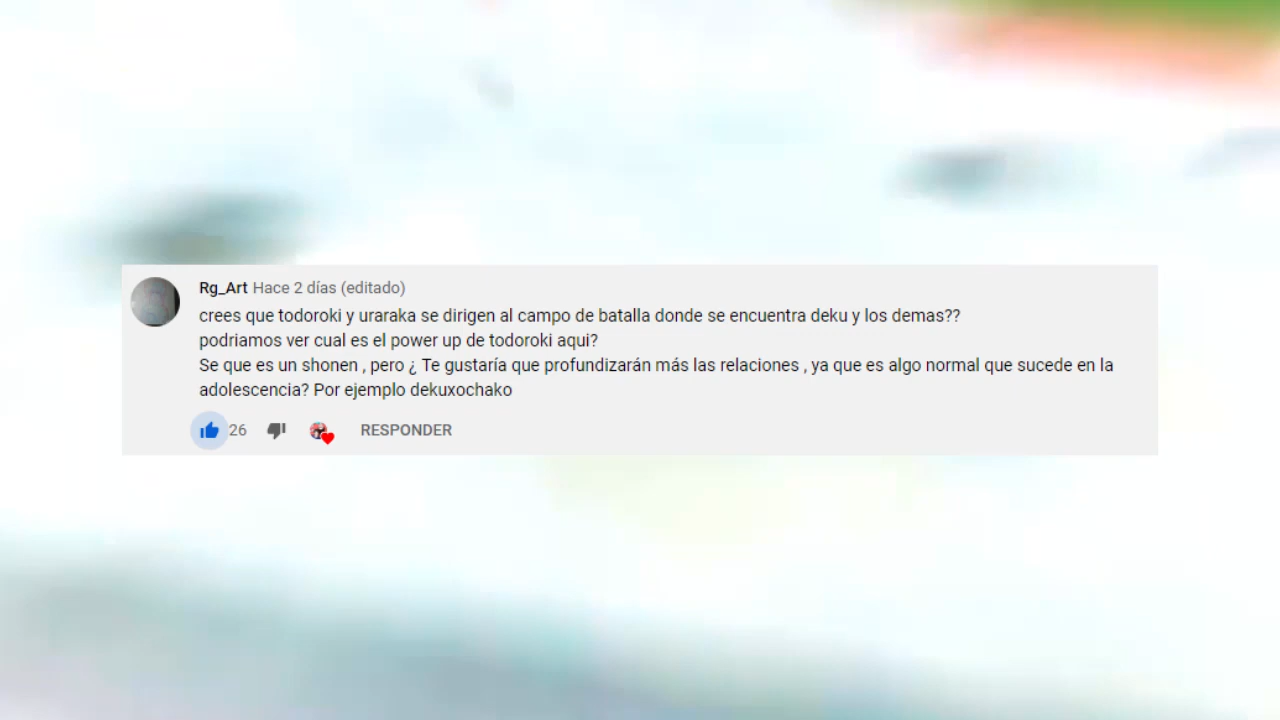 Rg_Art Hace 2 días (editado)
crees que todoroki y uraraka se dirigen al campo de batalla donde se encuentra deku y los demas??
podriamos ver cual es el power up de todoroki aqui?
Se que es un shonen , pero ¿ Te gustaría que profundizarán más las relaciones , ya que es algo normal que sucede en la
adolescencia? Por ejemplo dekuxochako
26 RESPONDER